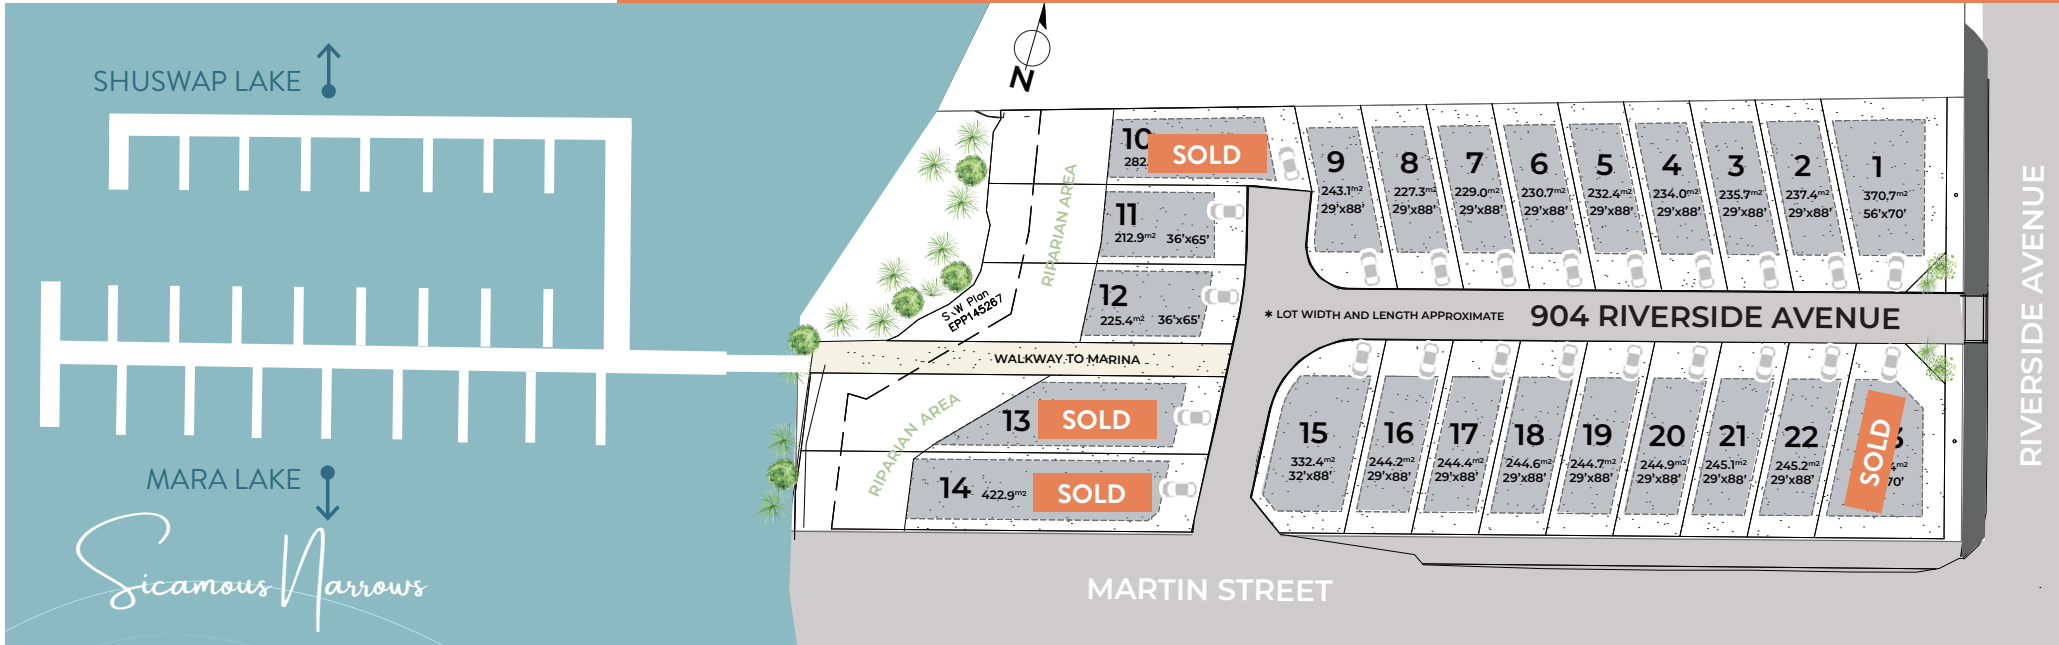 SHUSWAP LAKE
MARA LAKE
Sicamous Narrows
N
RIPARIAN AREA
S\W Plan
EPP145267
WALKWAY TO MARINA
RIPARIAN AREA
10
SOLD
282.
11
212.9m2 36'x65'
12
225.4m2 36'x65'
13 SOLD
14 422.9m2 SOLD
9
243.1m2
29'x88'
8
227.3m2
29'x88'
7
229.0m2
29'x88'
6
230.7m2
29'x88'
5
232.4m2
29'x88'
4
234.0m2
29'x88'
3
235.7m2
29'x88'
2
237.4m2
29'x88'
1
370.7m2
56'x70'
* LOT WIDTH AND LENGTH APPROXIMATE
904 RIVERSIDE AVENUE
15
332.4m2
32'x88'
16
244.2m2
29'x88'
17
244.4m2
29'x88'
18
244.6m2
29'x88'
19
244.7m2
29'x88'
20
244.9m2
29'x88'
21
245.1m2
29'x88'
22
245.2m2
29'x88'
SOLD
70'
MARTIN STREET
RIVERSIDE AVENUE